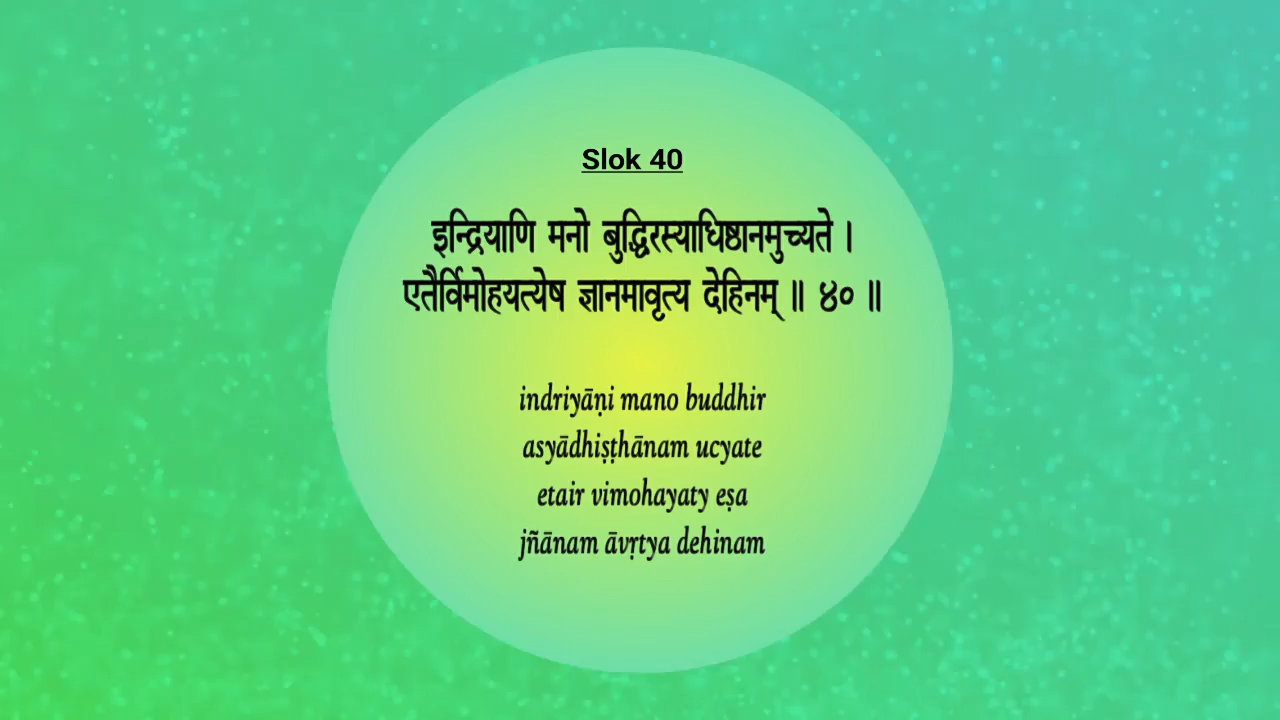 Slok 40
इन्द्रियाणि मनो बुद्धिरस्याधिष्ठानमुच्यते ।
एतैर्विमोहयत्येष ज्ञानमावृत्य देहिनम् ॥ ४० ॥
indriyāṇi mano buddhir
asyādhiṣṭhānam ucyate
etair vimohayaty eṣa
jñānam āvṛtya dehinam